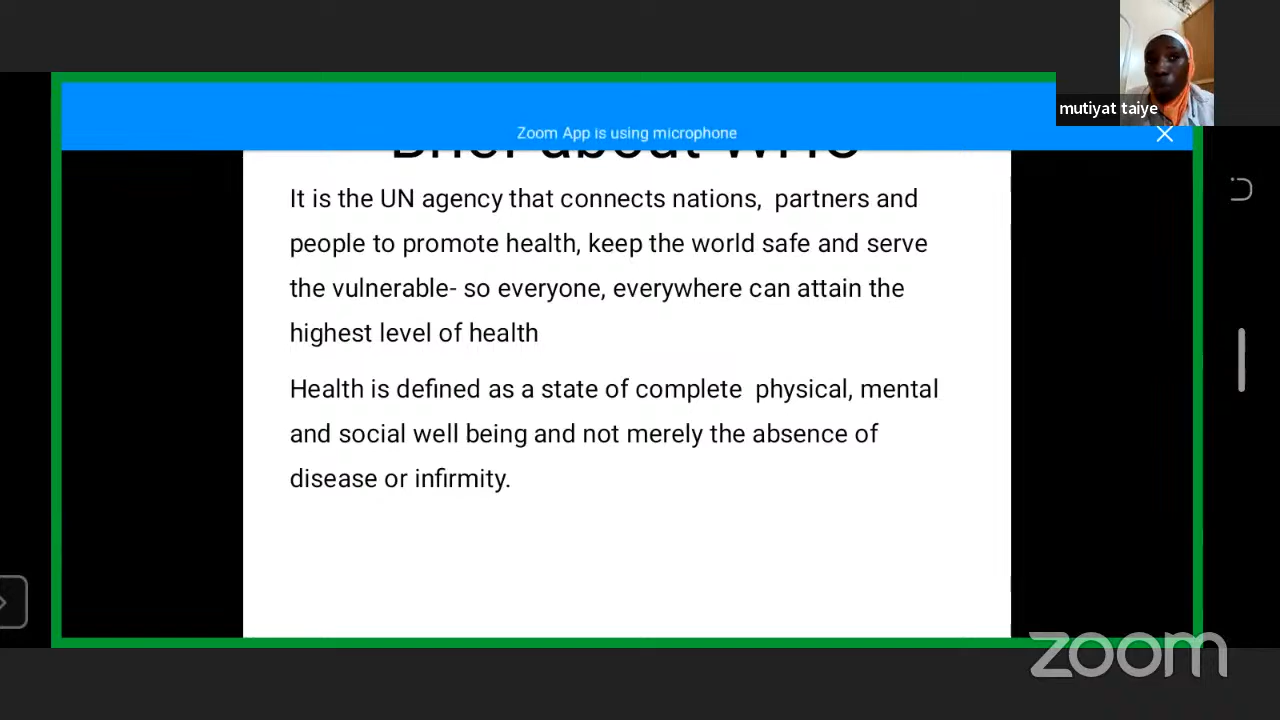 mutiyat taiye
Zoom App is using microphone
Brief about WHO
It is the UN agency that connects nations, partners and
people to promote health, keep the world safe and serve
the vulnerable- so everyone, everywhere can attain the
highest level of health
Health is defined as a state of complete physical, mental
and social well being and not merely the absence of
disease or infirmity.
zoom